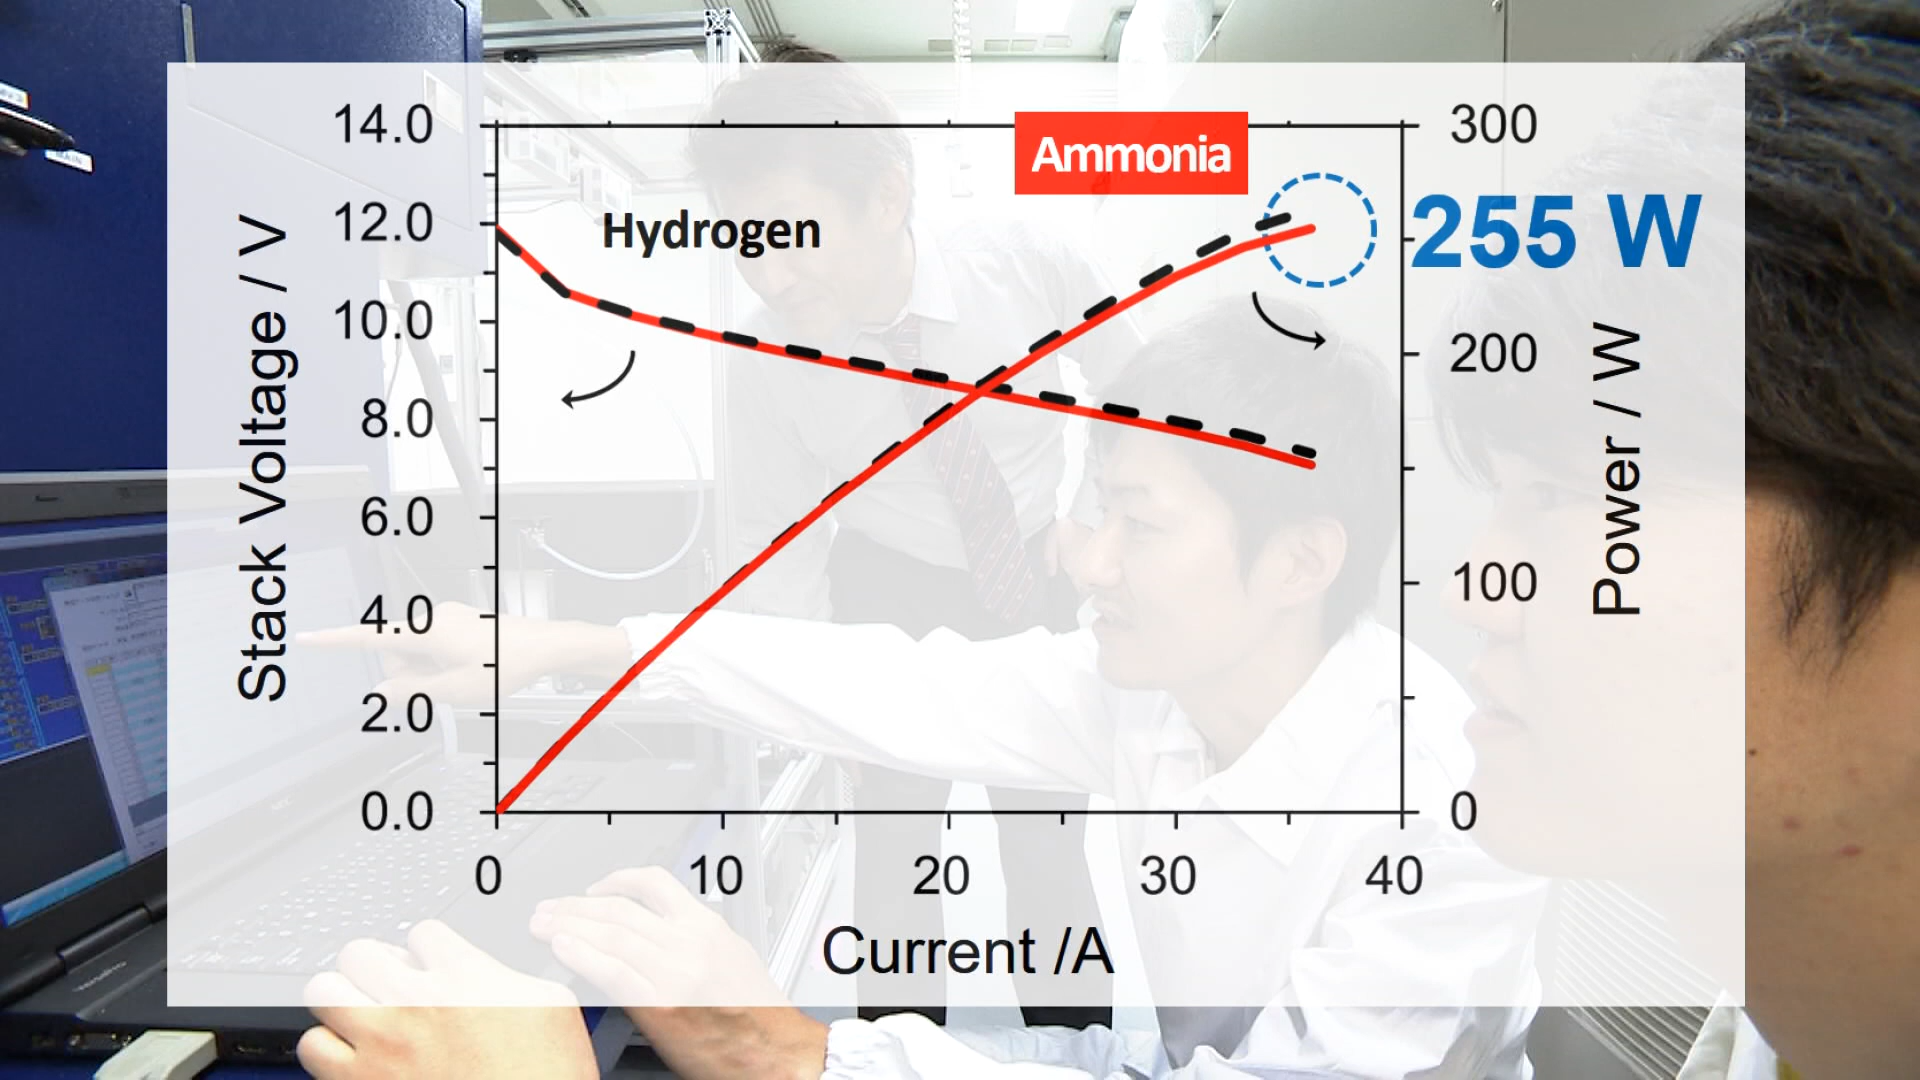 14.0
12.0
10.0
8.0
6.0
4.0
2.0
0.0
Stack Voltage / V
Hydrogen
Ammonia
255 W
300
200
100
0
Power / W
0 10 20 30 40
Current /A